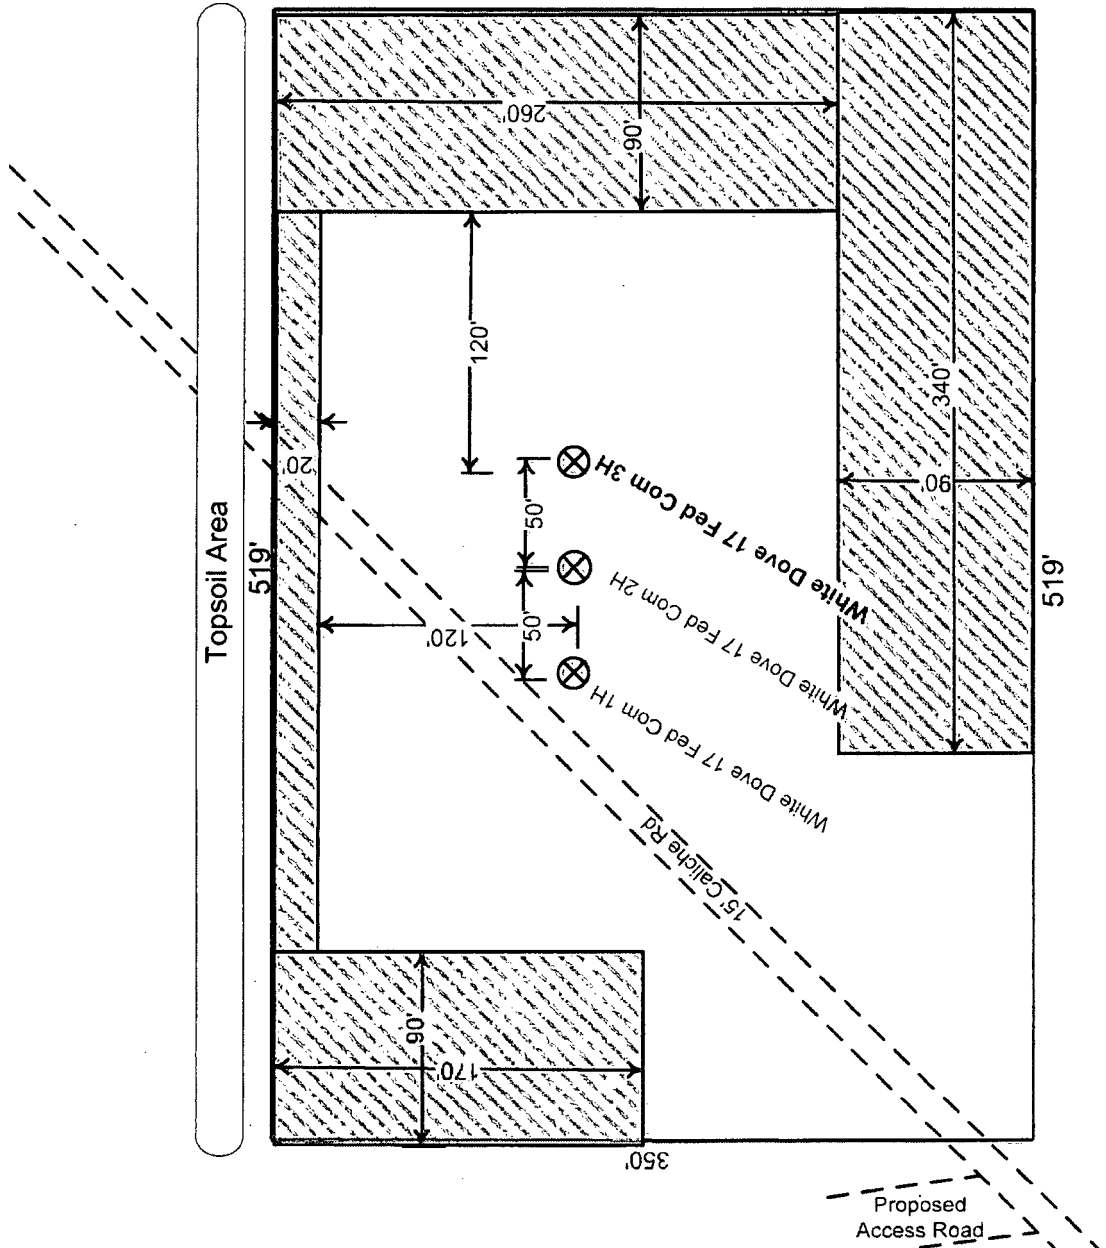 260'
90'
120'
340'
20'
Topsoil Area
519'
50'
White Dove 17 Fed Com 3H
90'
519'
White Dove 17 Fed Com 2H
120'
50'
White Dove 17 Fed Com 1H
15' Caliche Rd
90'
170'
350'
Proposed
Access Road